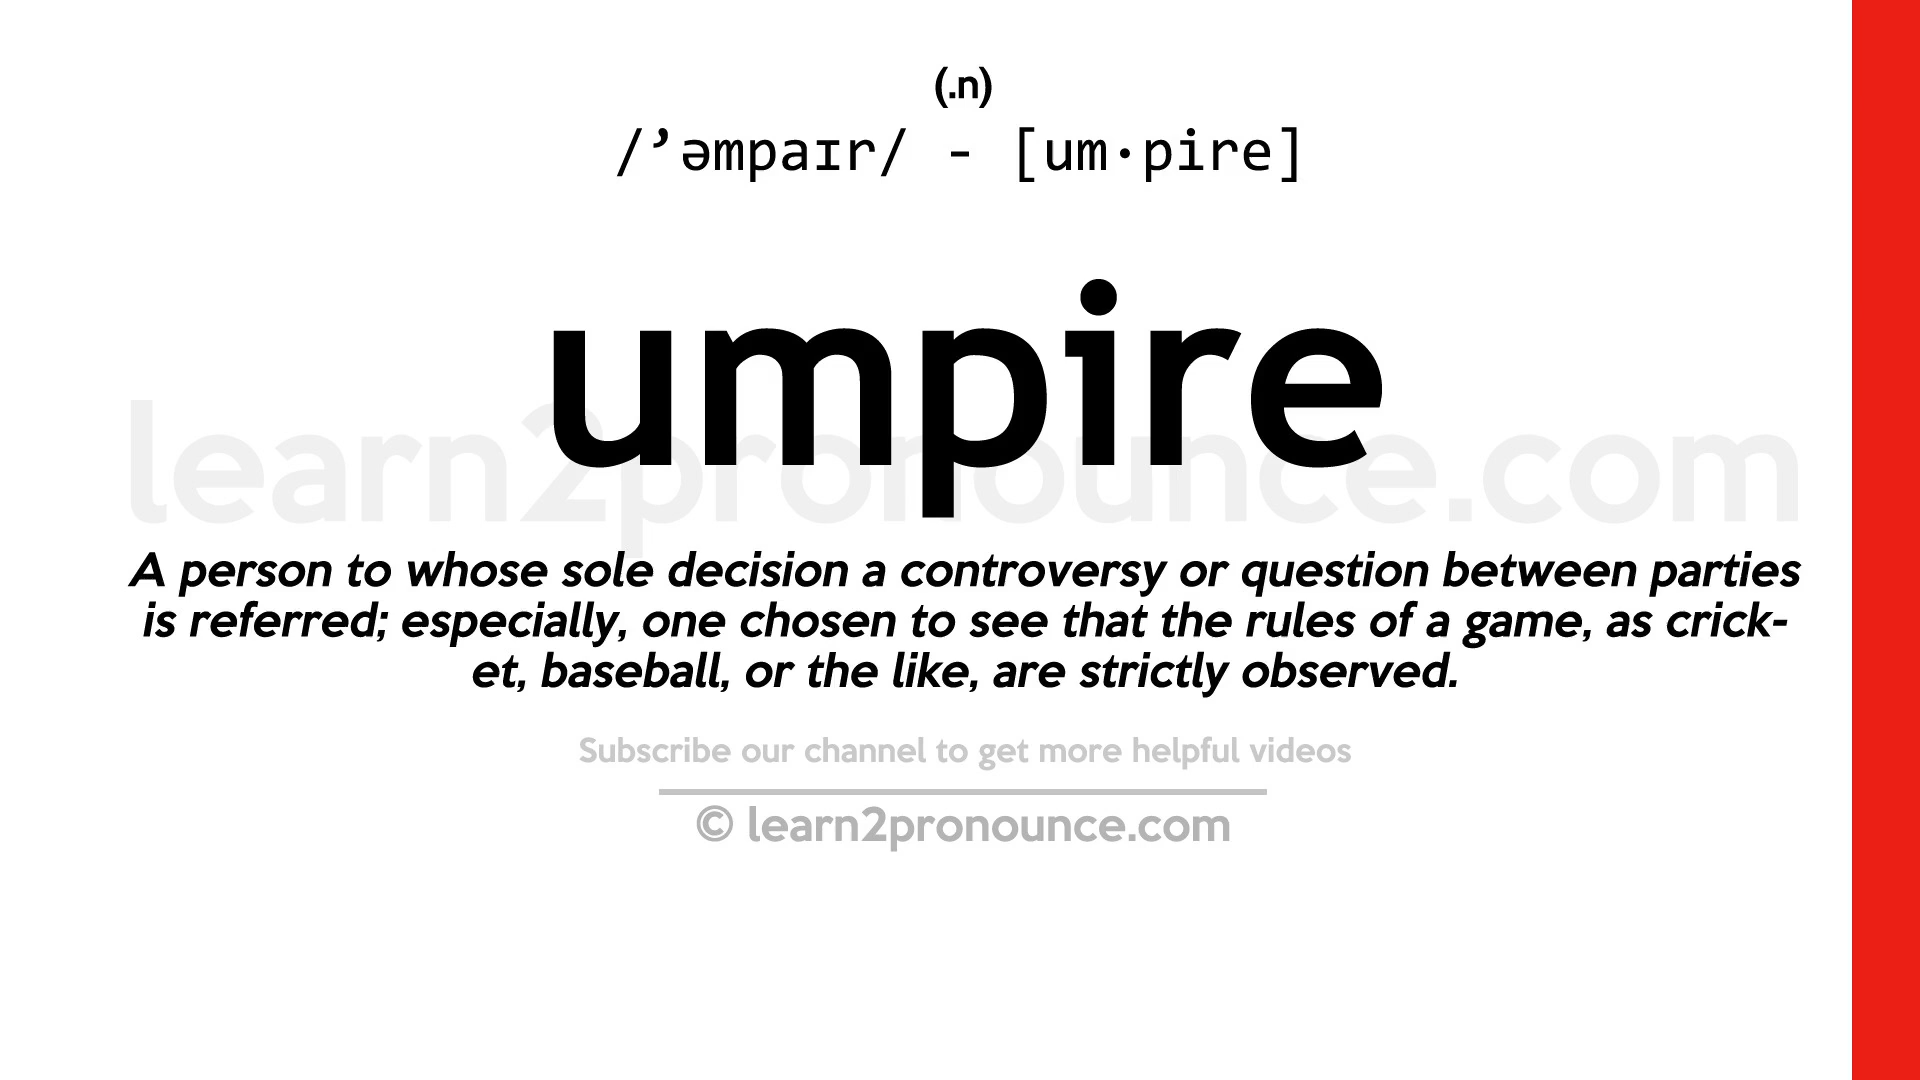 (.n)
/’əmpaɪr/ - [um·pire]
umpire
learn2pronounce.com
A person to whose sole decision a controversy or question between parties
is referred; especially, one chosen to see that the rules of a game, as crick-
et, baseball, or the like, are strictly observed.
Subscribe our channel to get more helpful videos
© learn2pronounce.com